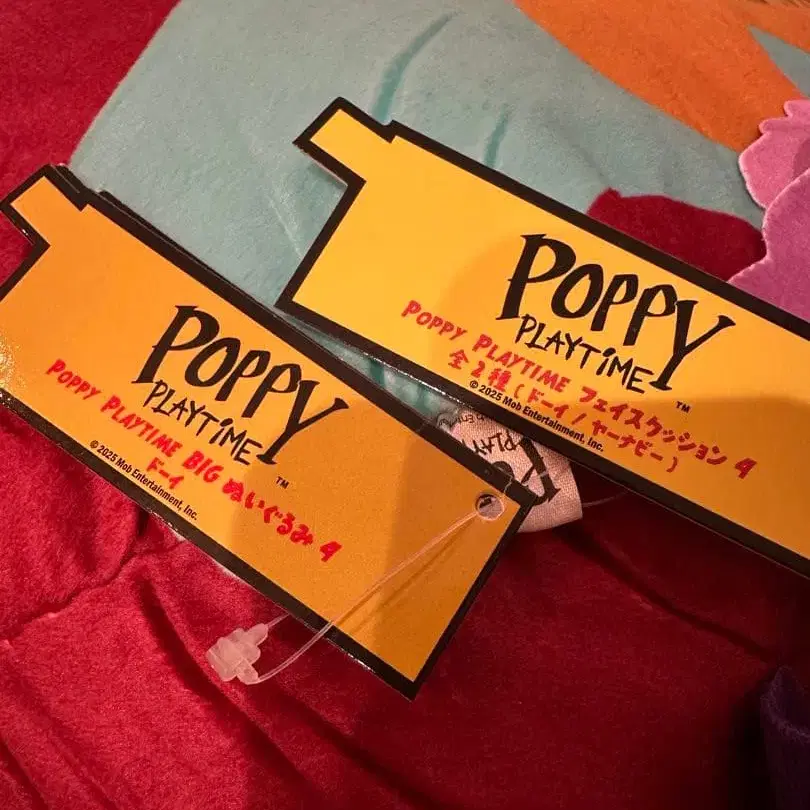 POPPY
PLAYTIME
™
POPPY PLAYTIME BIG ぬいぐるみ 4
ドーイ
© 2025 Mob Entertainment, Inc.
POPPY
PLAYTIME
™
POPPY PLAYTIME フェイスクッション 4
全2種(ドーイ / ヤーナビー)
© 2025 Mob Entertainment, Inc.
PLAY